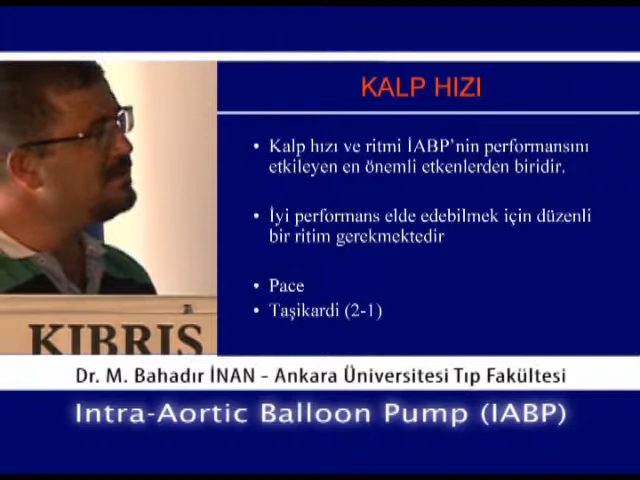 KALP HIZI
• Kalp hızı ve ritmi İABP’nin performansını
etkileyen en önemli etkenlerden biridir.
• İyi performans elde edebilmek için düzenli
bir ritim gerekmektedir
• Pace
• Taşikardi (2-1)
KIBRIS
Dr. M. Bahadır İNAN – Ankara Üniversitesi Tıp Fakültesi
Intra-Aortic Balloon Pump (IABP)